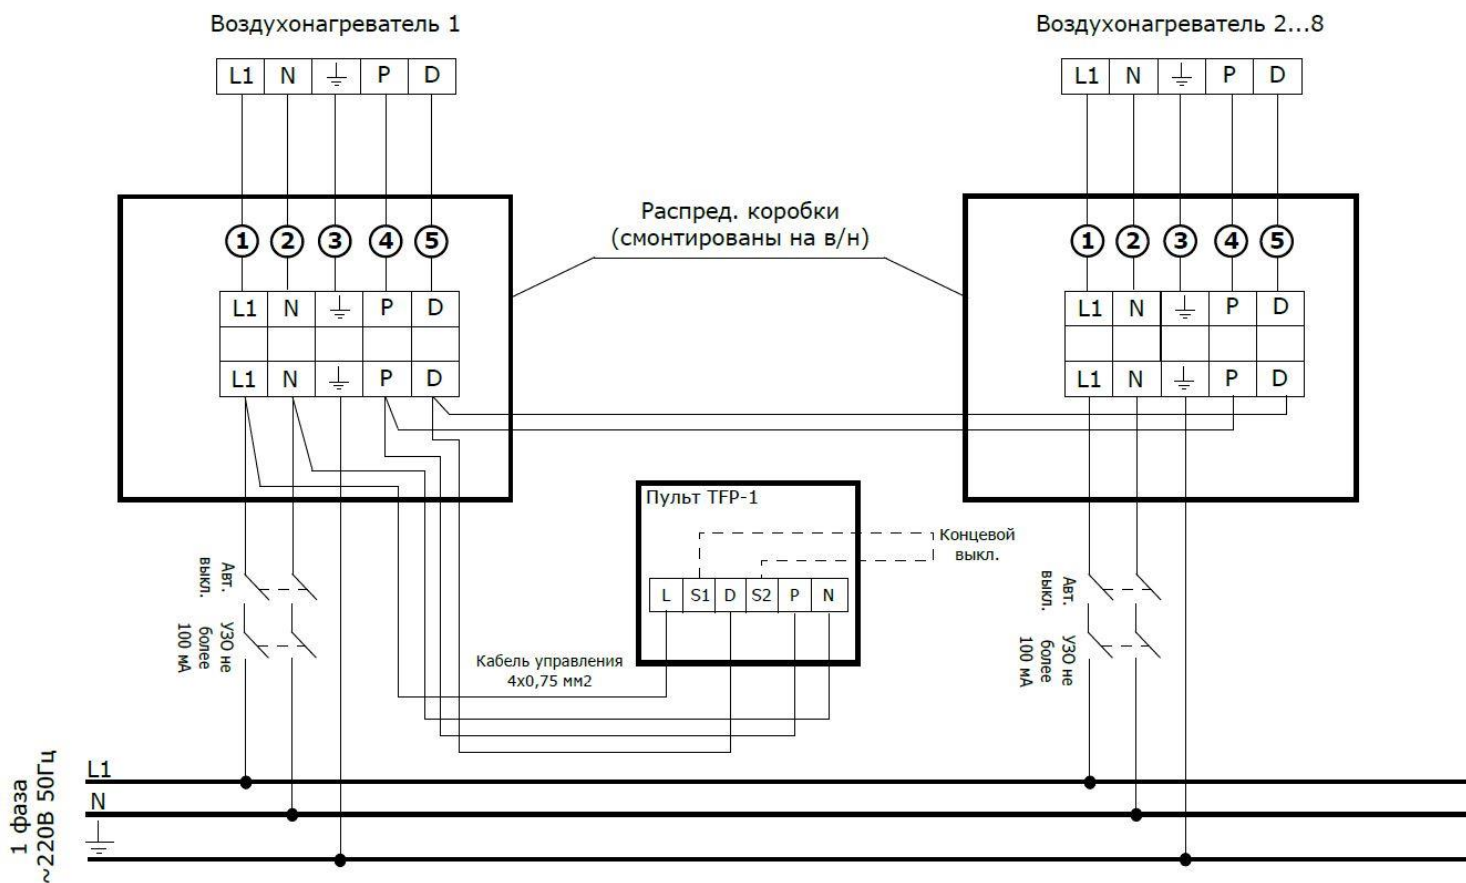 Воздухонагреватель 1
Воздухонагреватель 2...8
L1 N P D
L1 N P D
Распред. коробки
(смонтированы на в/н)
1 2 3 4 5
1 2 3 4 5
L1 N P D
L1 N P D
L1 N P D
L1 N P D
Пульт TFP-1
Концевой
выкл.
L S1 D S2 P N
Авт.
выкл.
УЗО не
более
100 мА
Авт.
выкл.
УЗО не
более
100 мА
Кабель управления
4х0,75 мм2
1 фаза
~220В 50Гц
L1
N